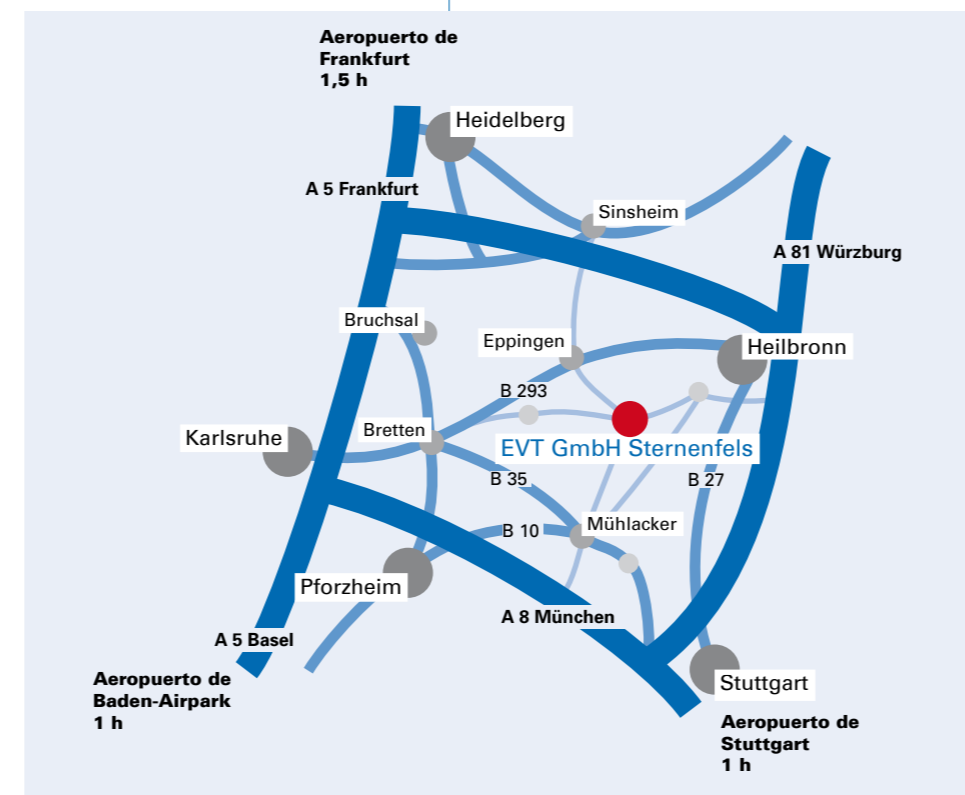 Aeropuerto de
Frankfurt
1,5 h
Heidelberg
A 5 Frankfurt
Sinsheim
A 81 Würzburg
Bruchsal
Eppingen
Heilbronn
B 293
Bretten
Karlsruhe
EVT GmbH Sternenfels
B 35
B 27
Mühlacker
B 10
Pforzheim
A 8 München
A 5 Basel
Aeropuerto de
Baden-Airpark
1 h
Stuttgart
Aeropuerto de
Stuttgart
1 h